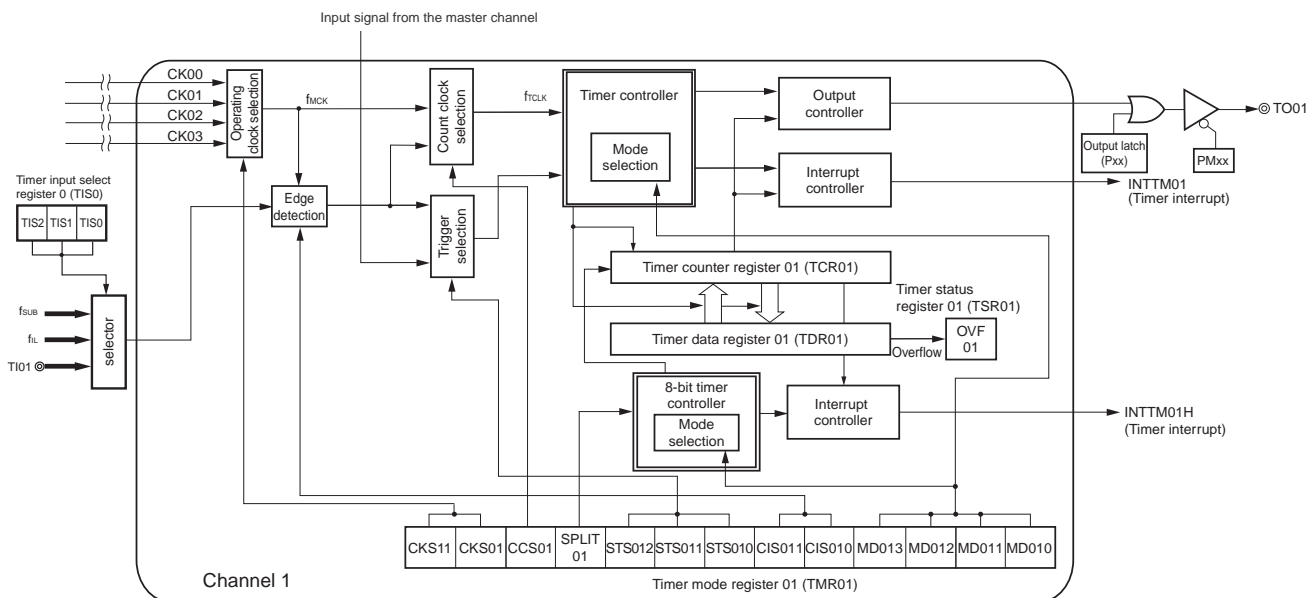 Input signal from the master channel
CK00
CK01
CK02
CK03
Operating
clock selection
fMCK
Count clock
selection
fTCLK
Timer controller
Mode
selection
Output
controller
Interrupt
controller
Output latch
(Pxx)
PMxx
TO01
INTTM01
(Timer interrupt)
Timer input select
register 0 (TIS0)
TIS2 TIS1 TIS0
Edge
detection
Trigger
selection
fSUB
fIL
TI01
selector
Timer counter register 01 (TCR01)
Timer status
register 01 (TSR01)
Timer data register 01 (TDR01)
Overflow
OVF
01
8-bit timer
controller
Mode
selection
Interrupt
controller
INTTM01H
(Timer interrupt)
CKS11 CKS01 CCS01 SPLIT
01 STS012 STS011 STS010 CIS011 CIS010 MD013 MD012 MD011 MD010
Channel 1
Timer mode register 01 (TMR01)